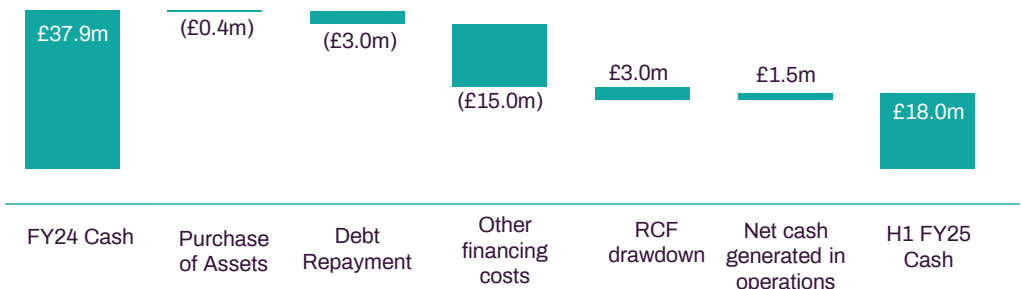 £37.9m
(£0.4m)
(£3.0m)
(£15.0m)
£3.0m
£1.5m
£18.0m
FY24 Cash
Purchase
of Assets
Debt
Repayment
Other
financing
costs
RCF
drawdown
Net cash
generated in
operations
H1 FY25
Cash